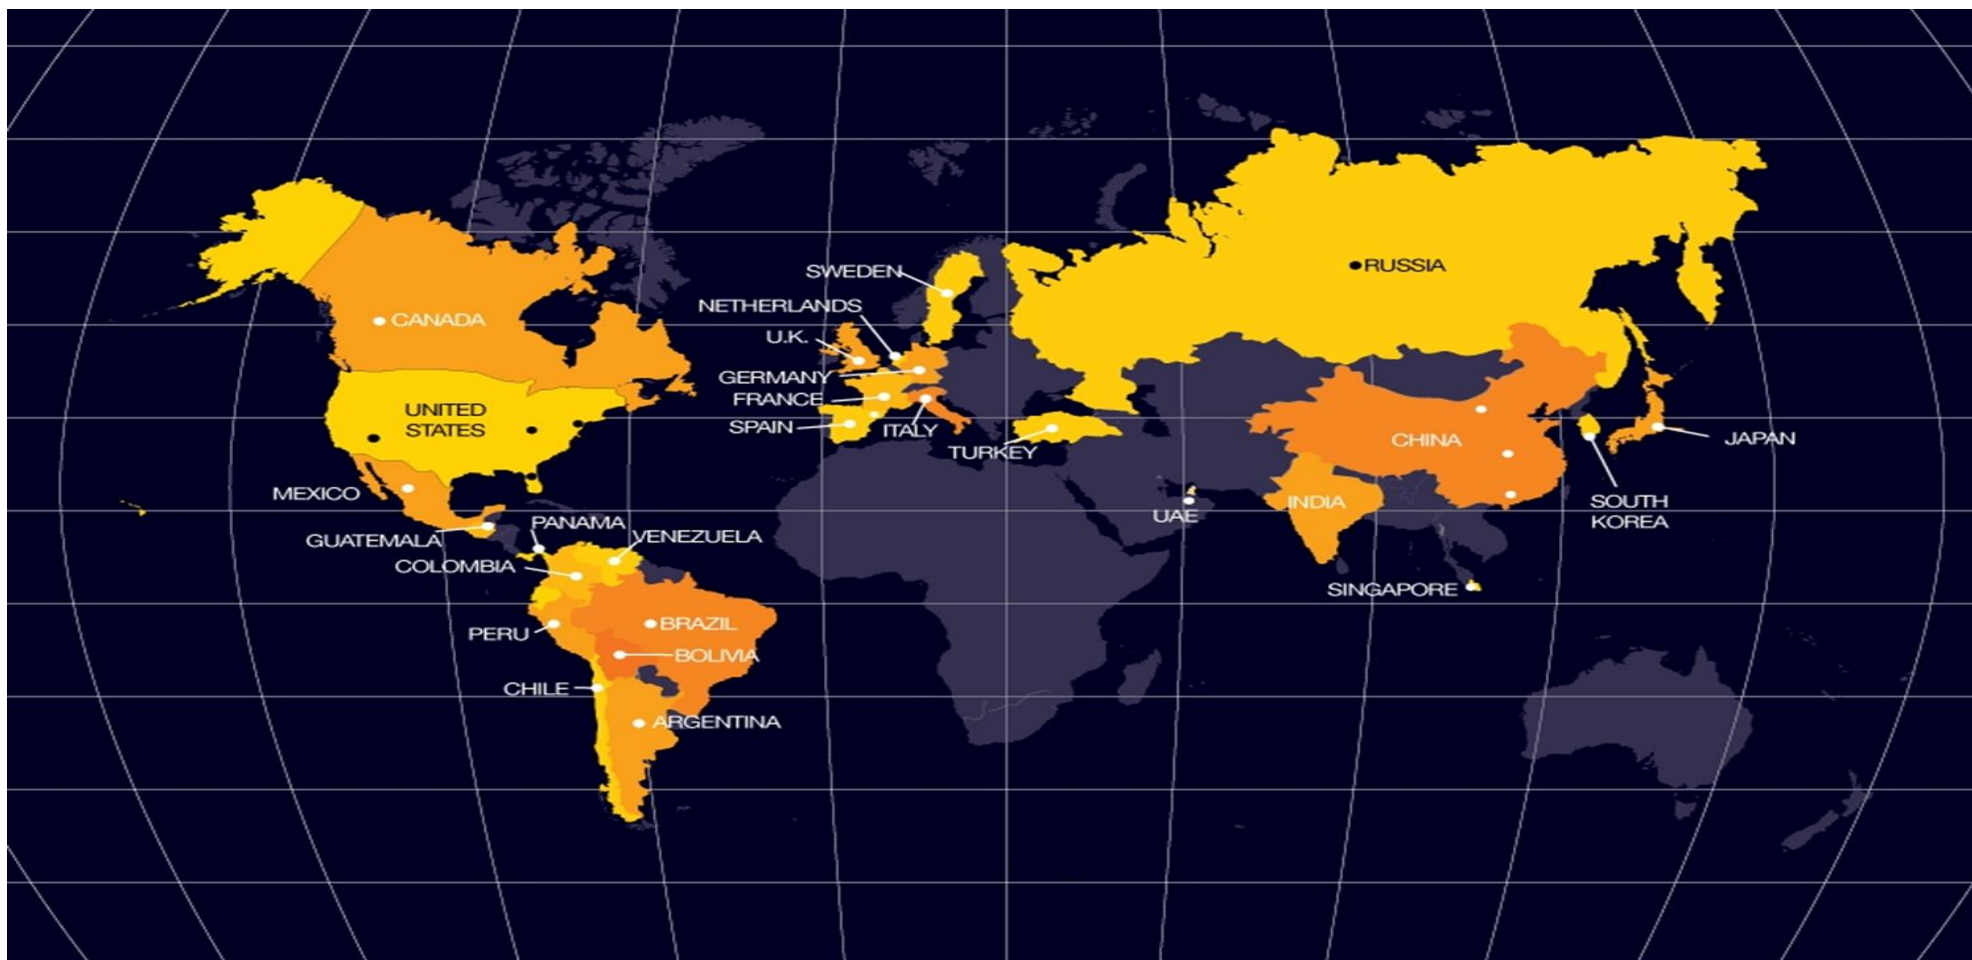 SWEDEN
RUSSIA
NETHERLANDS
CANADA
U.K.
GERMANY
FRANCE
UNITED
STATES
SPAIN
ITALY
TURKEY
CHINA
JAPAN
MEXICO
INDIA
SOUTH
KOREA
UAE
PANAMA
GUATEMALA
VENEZUELA
COLOMBIA
SINGAPORE
PERU
BRAZIL
BOLIVIA
CHILE
ARGENTINA